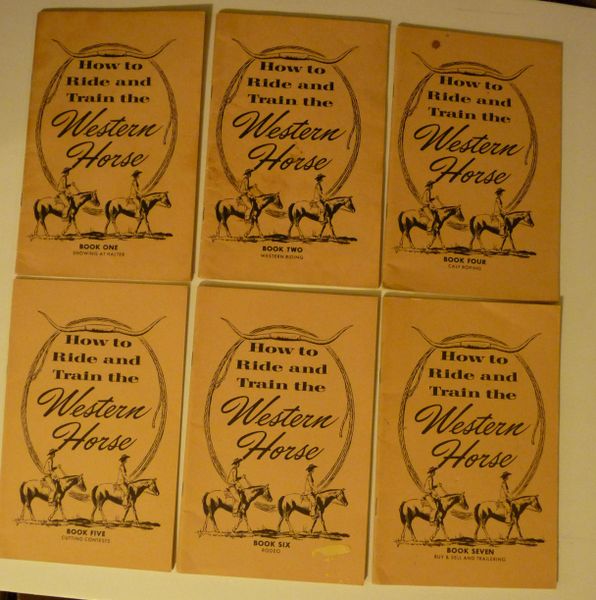 How to
Ride and
Train the
Western
Horse
BOOK ONE
SHOWING AT HALTER
How to
Ride and
Train the
Western
Horse
BOOK TWO
WESTERN RIDING
How to
Ride and
Train the
Western
Horse
BOOK FOUR
CALF ROPING
How to
Ride and
Train the
Western
Horse
BOOK FIVE
CUTTING CONTESTS
How to
Ride and
Train the
Western
Horse
BOOK SIX
RODEO
How to
Ride and
Train the
Western
Horse
BOOK SEVEN
BUY & SELL AND TRAILERING